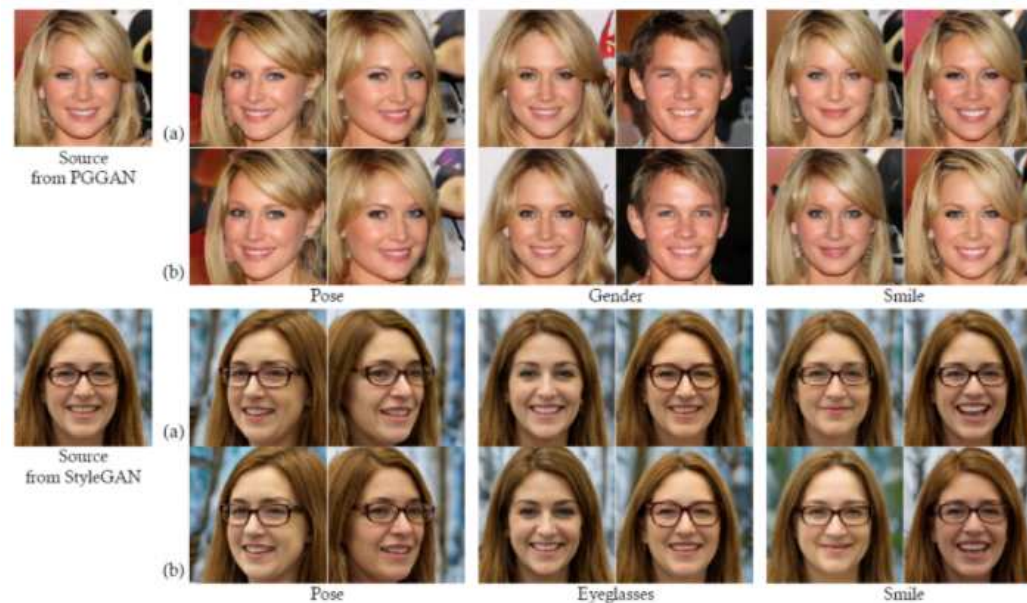 (a)
Source
from PGGAN
(b)
Pose Gender Smile
(a)
Source
from StyleGAN
(b)
Pose Eyeglasses Smile